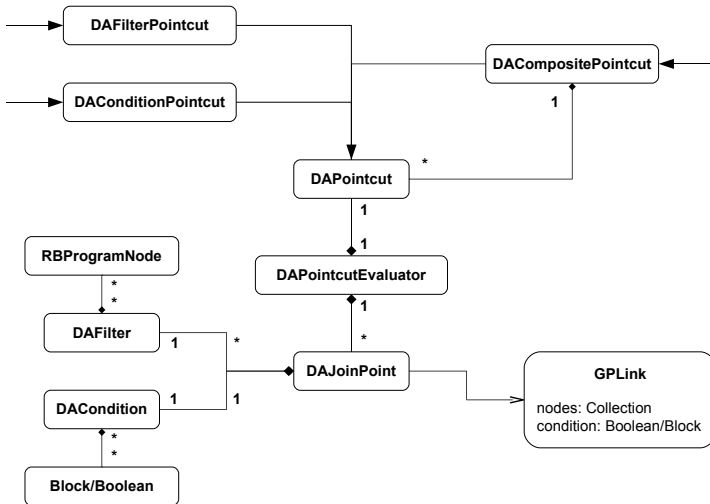 DAFilterPointcut
DACompositePointcut
1
DAConditionPointcut
*
DAPointcut
1
1
RBProgramNode
DAPointcutEvaluator
*
*
1
DAFilter
1
*
*
DAJoinPoint
GPLink
nodes: Collection
condition: Boolean/Block
DACondition
1
1
*
*
Block/Boolean